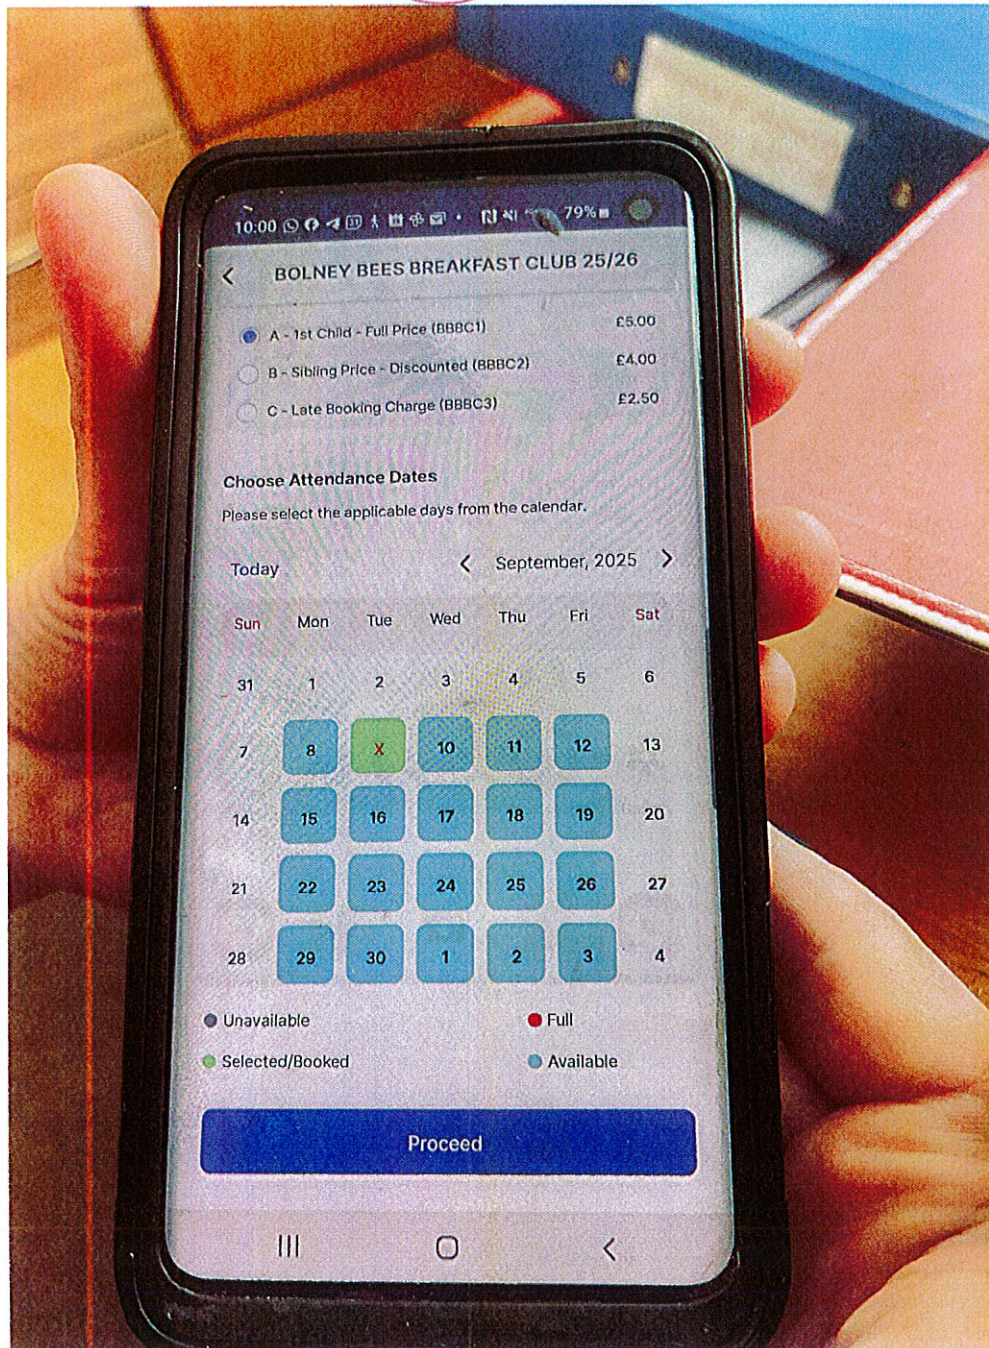 10:00 79%
BOLNEY BEES BREAKFAST CLUB 25/26
A - 1st Child - Full Price (BBBC1) £5.00
B - Sibling Price - Discounted (BBBC2) £4.00
C - Late Booking Charge (BBBC3) £2.50
Choose Attendance Dates
Please select the applicable days from the calendar.
Today < September, 2025 >
Sun Mon Tue Wed Thu Fri Sat
31 1 2 3 4 5 6
7 8 X 10 11 12 13
14 15 16 17 18 19 20
21 22 23 24 25 26 27
28 29 30 1 2 3 4
Unavailable Full
Selected/Booked Available
Proceed